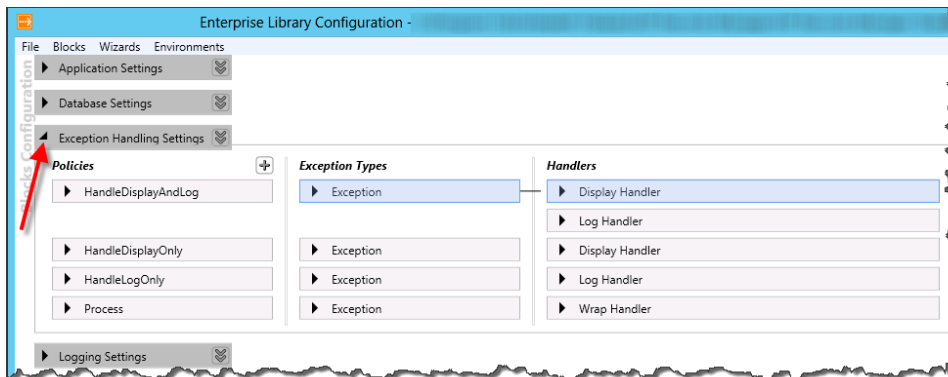 Enterprise Library Configuration -
File Blocks Wizards Environments
Blocks Configuration
Application Settings
Database Settings
Exception Handling Settings
Policies Exception Types Handlers
HandleDisplayAndLog Exception Display Handler
Log Handler
HandleDisplayOnly Exception Display Handler
HandleLogOnly Exception Log Handler
Process Exception Wrap Handler
Logging Settings